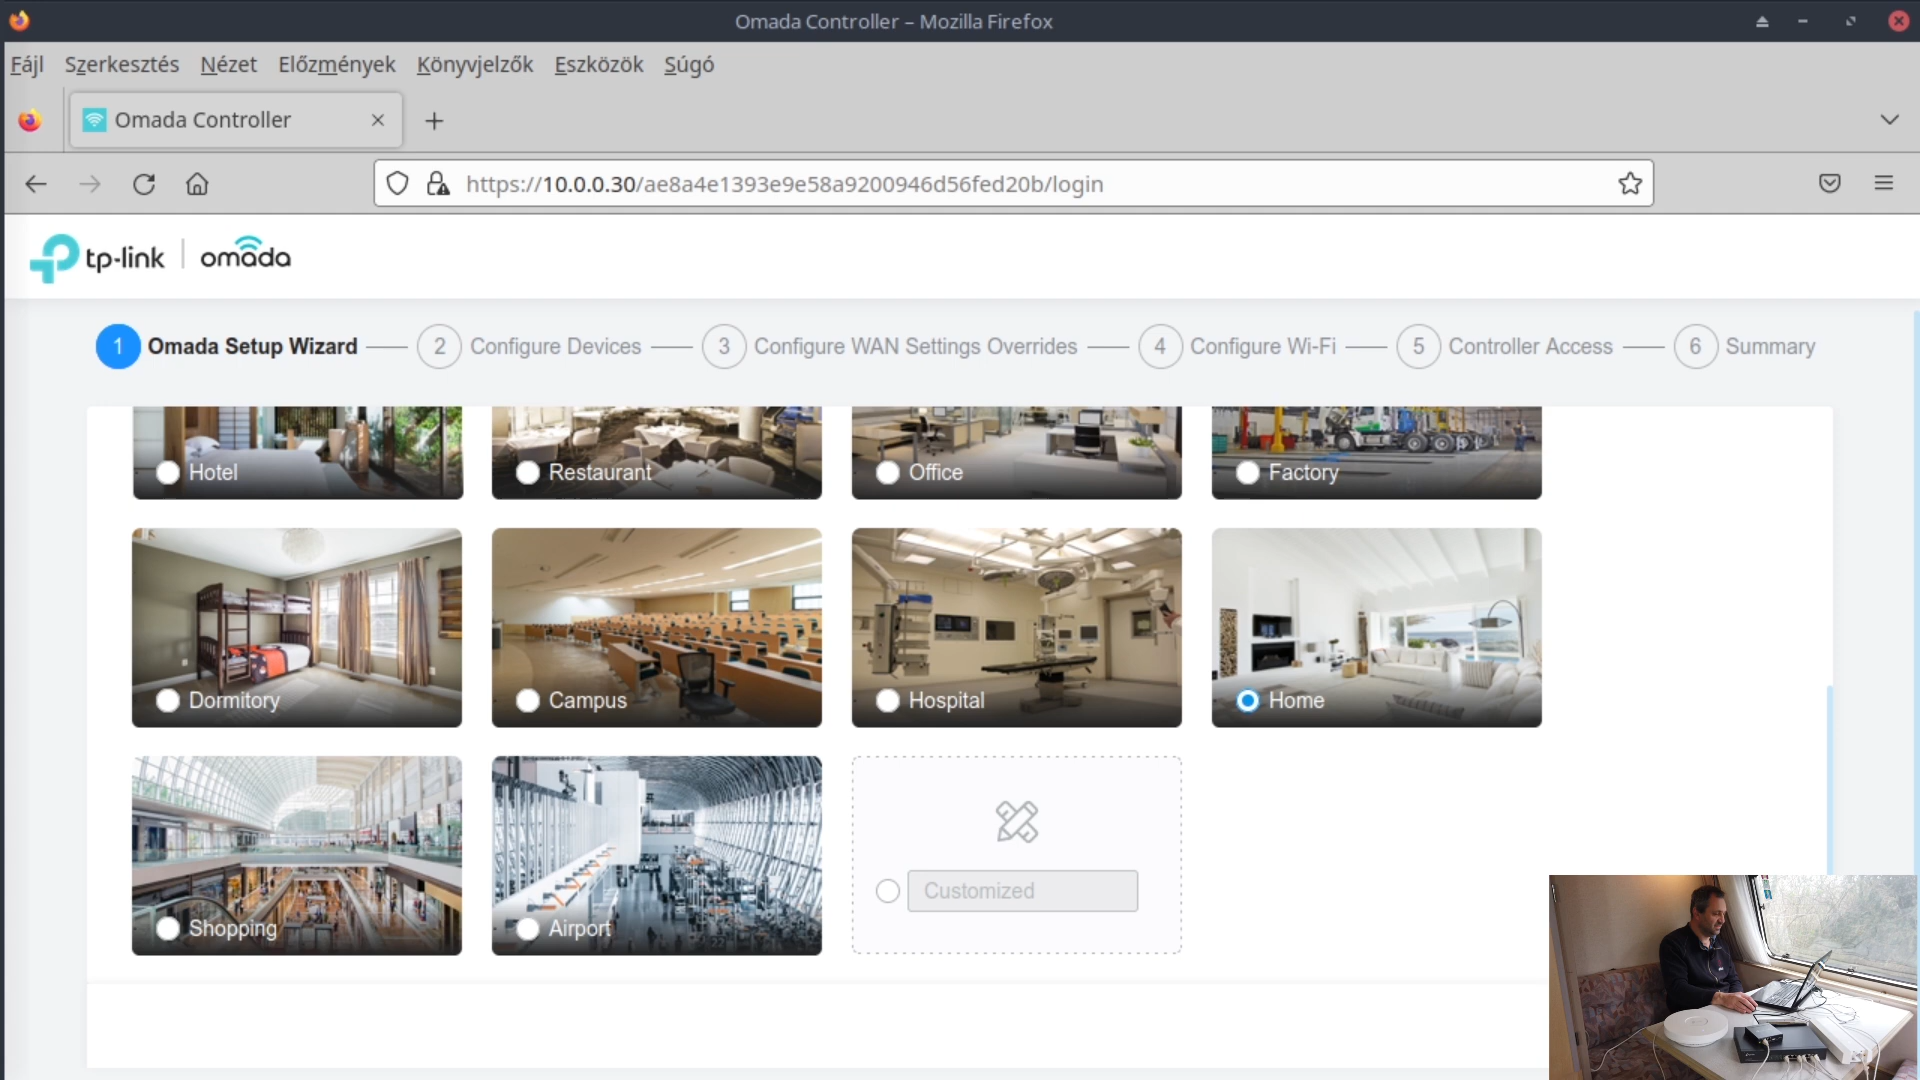 Omada Controller – Mozilla Firefox
Fájl Szerkesztés Nézet Előzmények Könyvjelzők Eszközök Súgó
Omada Controller
https://10.0.0.30/ae8a4e1393e9e58a9200946d56fed20b/login
tp-link | omada
1 Omada Setup Wizard 2 Configure Devices 3 Configure WAN Settings Overrides 4 Configure Wi-Fi 5 Controller Access 6 Summary
Hotel Restaurant Office Factory
Dormitory Campus Hospital Home
Customized
Shopping Airport